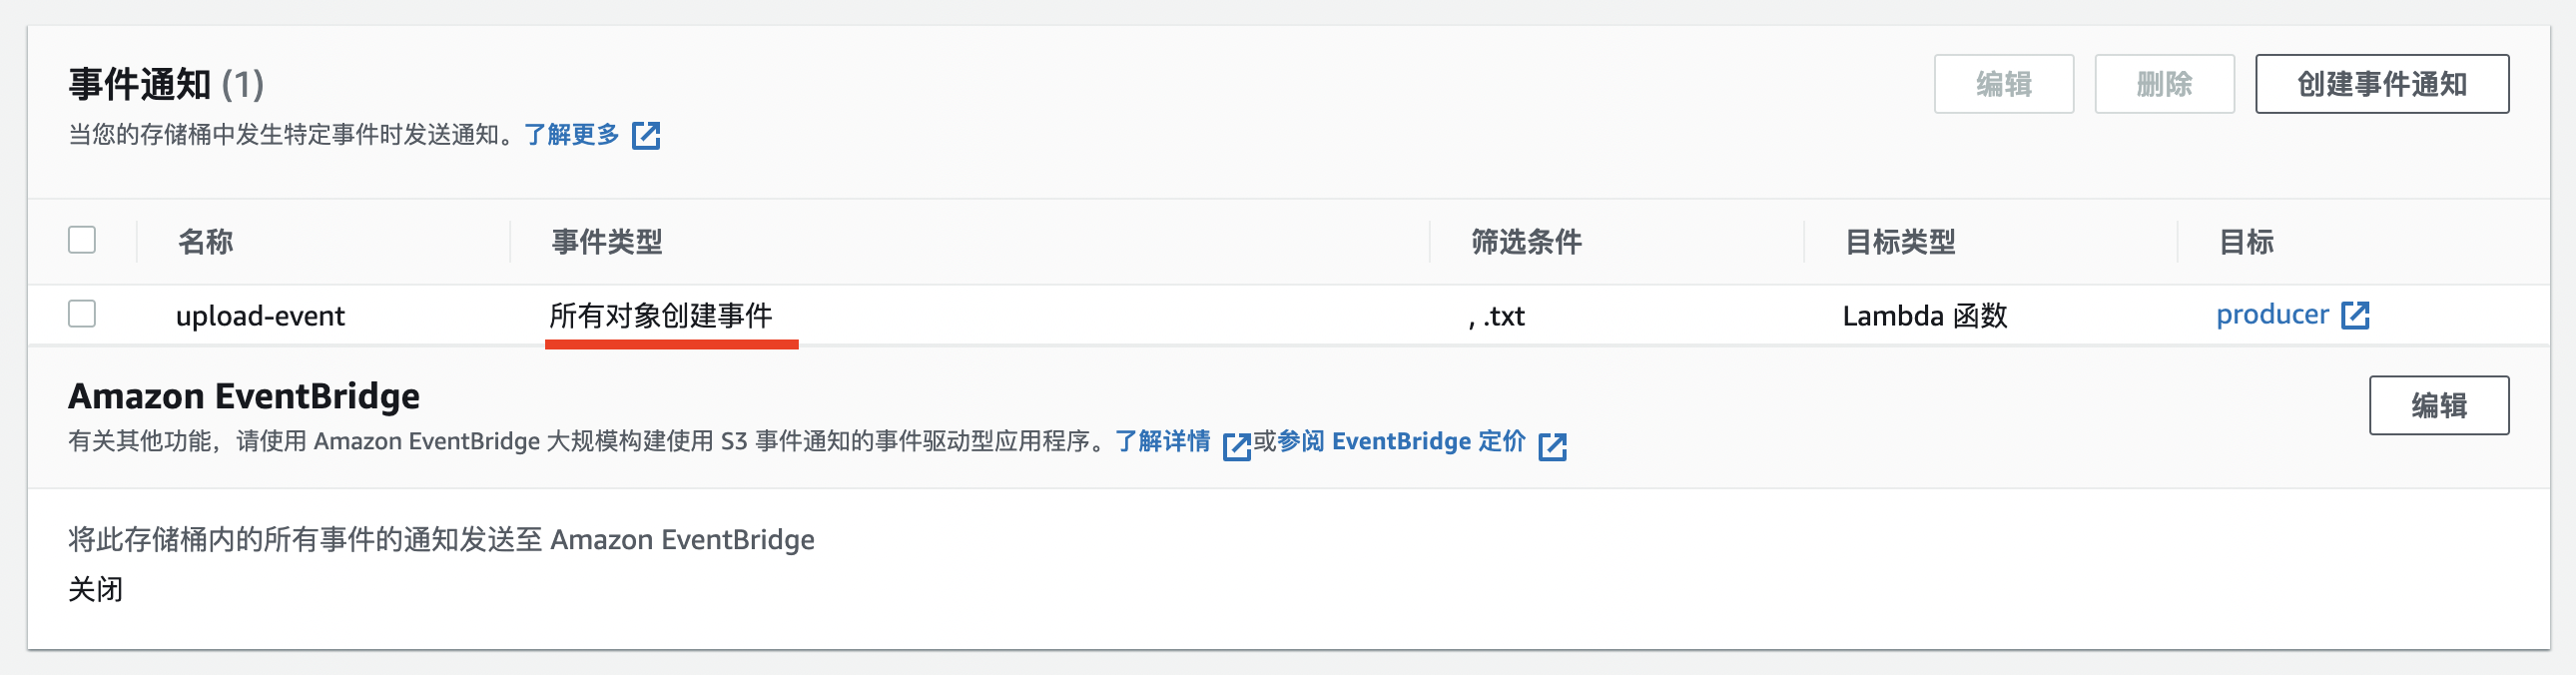 事件通知 (1)
编辑
删除
创建事件通知
当您的存储桶中发生特定事件时发送通知。了解更多
名称 事件类型 筛选条件 目标类型 目标
upload-event 所有对象创建事件 , .txt Lambda 函数 producer
Amazon EventBridge
编辑
有关其他功能，请使用 Amazon EventBridge 大规模构建使用 S3 事件通知的事件驱动型应用程序。了解详情 或参阅 EventBridge 定价
将此存储桶内的所有事件的通知发送至 Amazon EventBridge
关闭